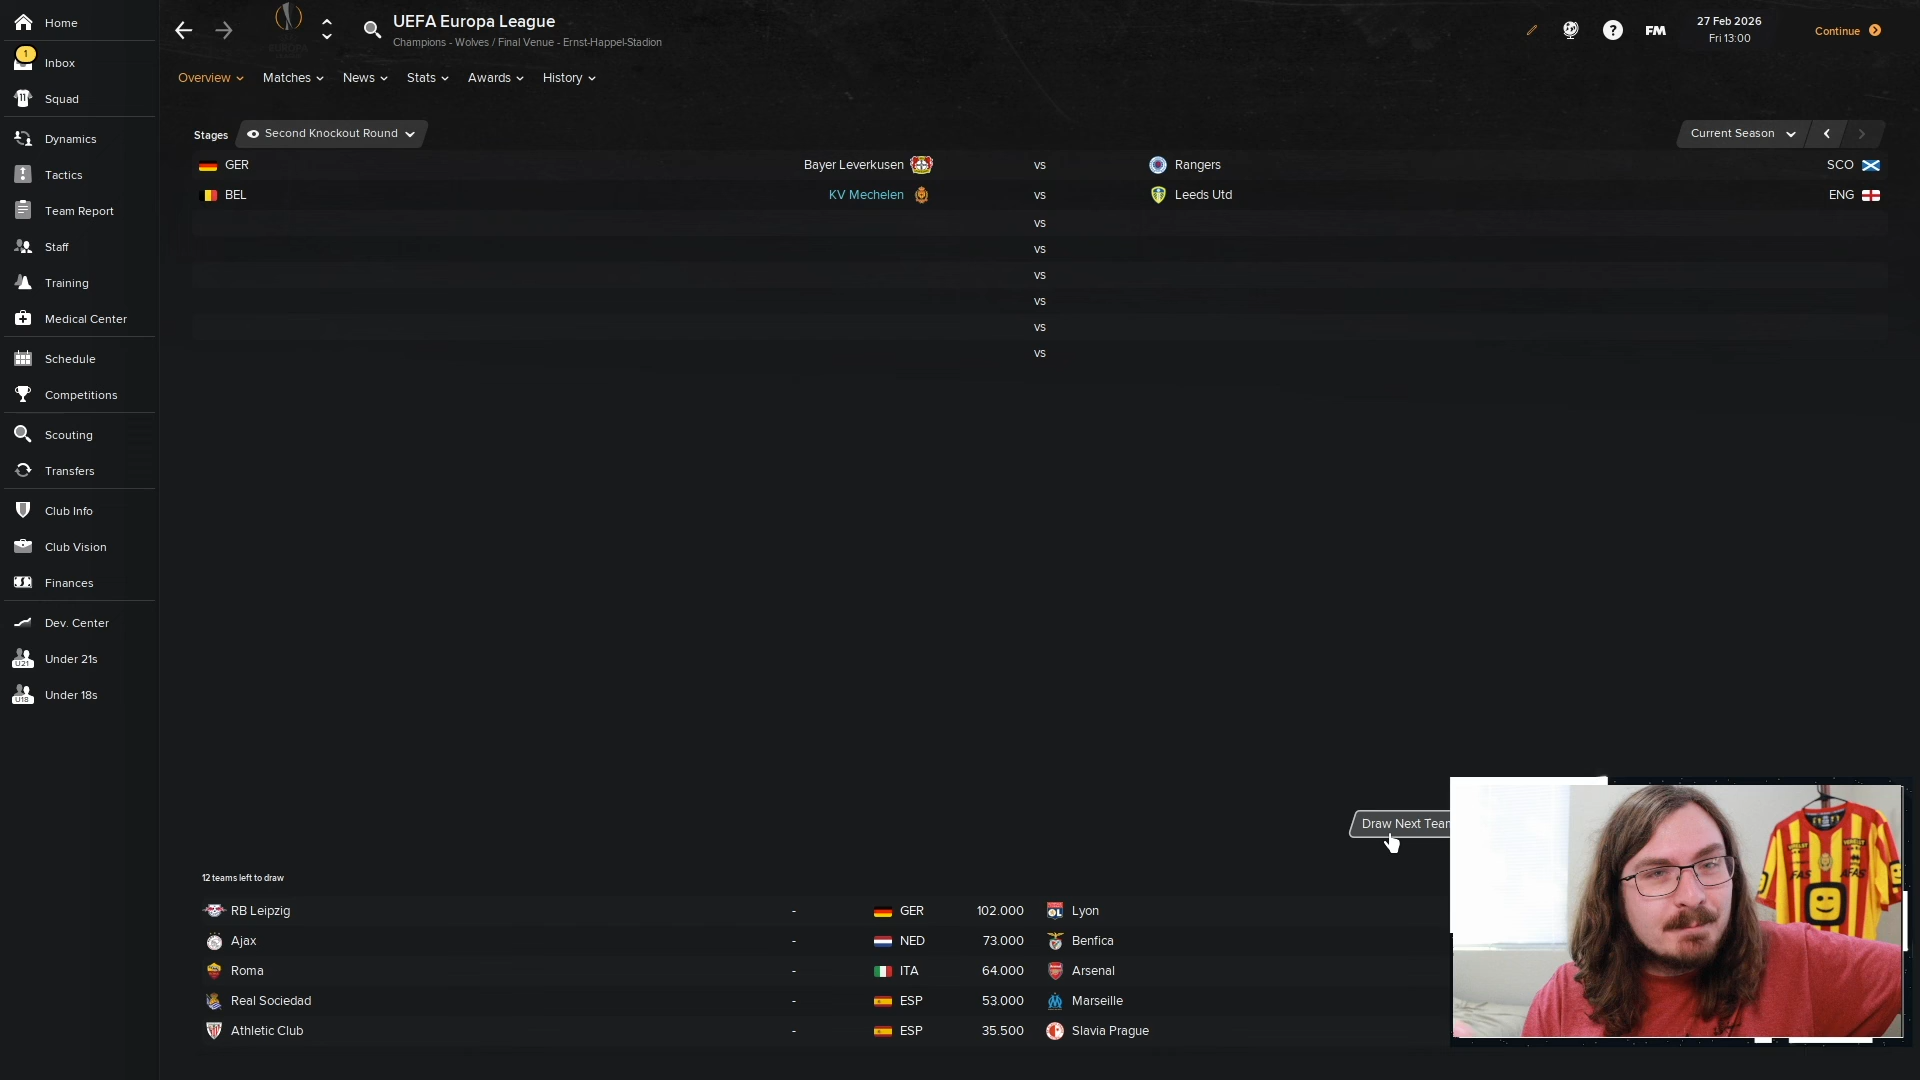 Home
1
Inbox
Squad
Dynamics
Tactics
Team Report
Staff
Training
Medical Center
Schedule
Competitions
Scouting
Transfers
Club Info
Club Vision
Finances
Dev. Center
U21
Under 21s
U18
Under 18s
UEFA Europa League
Champions - Wolves / Final Venue - Ernst-Happel-Stadion
FM
27 Feb 2026
Fri 13:00
Continue
Overview Matches News Stats Awards History
Stages Second Knockout Round Current Season
GER Bayer Leverkusen vs Rangers SCO
BEL KV Mechelen vs Leeds Utd ENG
vs
vs
vs
vs
vs
vs
Draw Next Team
12 teams left to draw
RB Leipzig - GER 102.000 Lyon
Ajax - NED 73.000 Benfica
Roma - ITA 64.000 Arsenal
Real Sociedad - ESP 53.000 Marseille
Athletic Club - ESP 35.500 Slavia Prague
AFAS